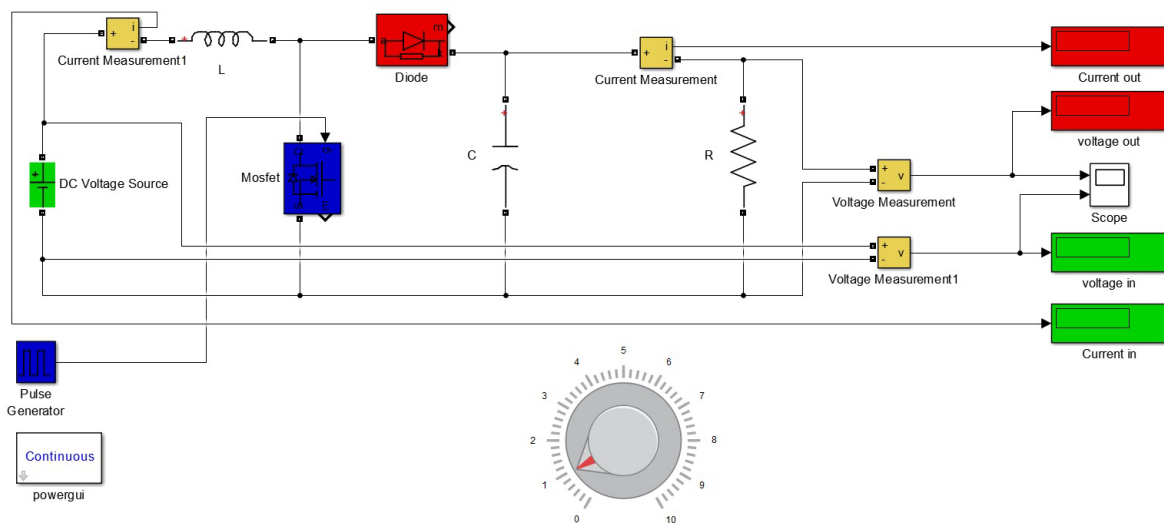 i
+
-
Current Measurement1
+
L
a
m
k
Diode
+
i
-
Current Measurement
Current out
voltage out
+
DC Voltage Source
Mosfet
+
C
+
R
+
-
v
Voltage Measurement
Scope
+
-
v
Voltage Measurement1
voltage in
Current in
Pulse
Generator
Continuous
powergui
0
1
2
3
4
5
6
7
8
9
10